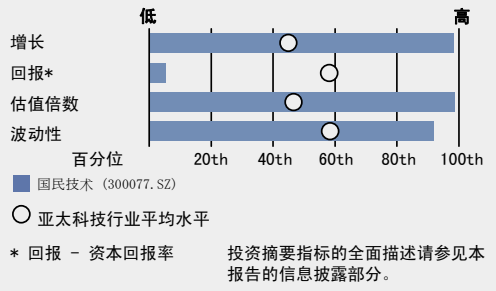 低 高
增长
回报*
估值倍数
波动性
百分位 20th 40th 60th 80th 100th
国民技术 (300077.SZ)
亚太科技行业平均水平
* 回报 - 资本回报率 投资摘要指标的全面描述请参见本
报告的信息披露部分。